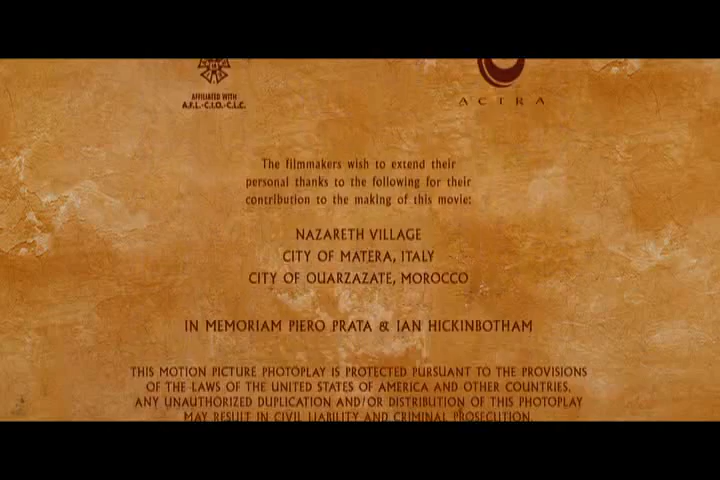 AFFILIATED WITH
A.F.L.-C.I.O.-C.L.C.
ACTRA
The filmmakers wish to extend their
personal thanks to the following for their
contribution to the making of this movie:
NAZARETH VILLAGE
CITY OF MATERA, ITALY
CITY OF OUARZAZATE, MOROCCO
IN MEMORIAM PIERO PRATA & IAN HICKINBOTHAM
THIS MOTION PICTURE PHOTOPLAY IS PROTECTED PURSUANT TO THE PROVISIONS
OF THE LAWS OF THE UNITED STATES OF AMERICA AND OTHER COUNTRIES.
ANY UNAUTHORIZED DUPLICATION AND/OR DISTRIBUTION OF THIS PHOTOPLAY
MAY RESULT IN CIVIL LIABILITY AND CRIMINAL PROSECUTION.